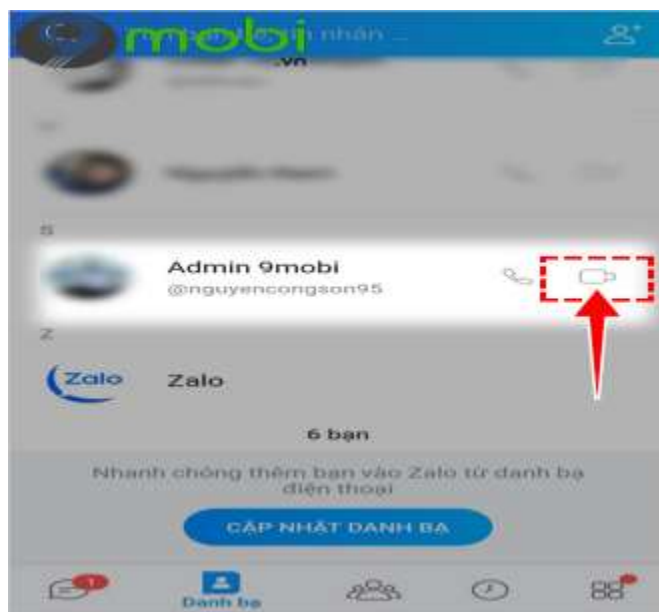 mobi
.vn
nhắn ...
S
Admin 9mobi
@nguyencongson95
Z
Zalo
Zalo
6 bạn
Nhanh chóng thêm bạn vào Zalo từ danh bạ
điện thoại
CẬP NHẬT DANH BẠ
1
Danh bạ